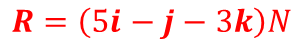 R = (5i − j − 3k)N